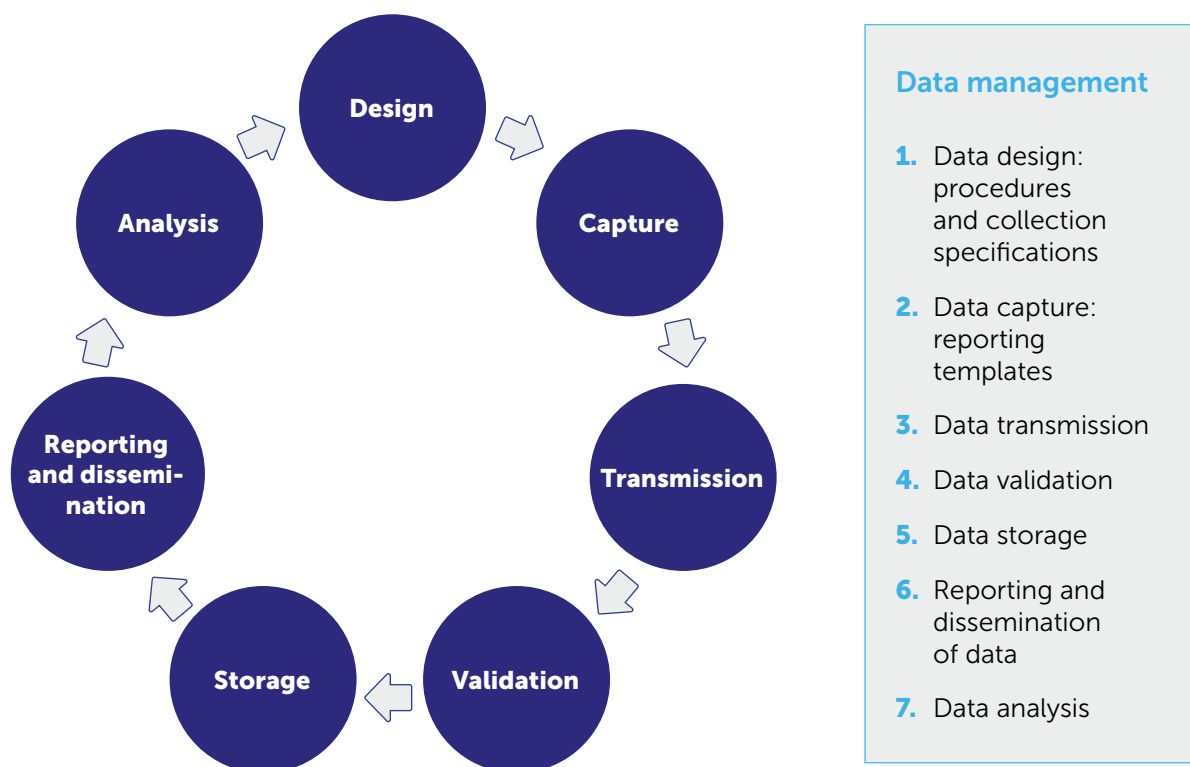 Design
Capture
Transmission
Validation
Storage
Reporting
and dissemi-
nation
Analysis
Data management
1. Data design:
procedures
and collection
specifications
2. Data capture:
reporting
templates
3. Data transmission
4. Data validation
5. Data storage
6. Reporting and
dissemination
of data
7. Data analysis